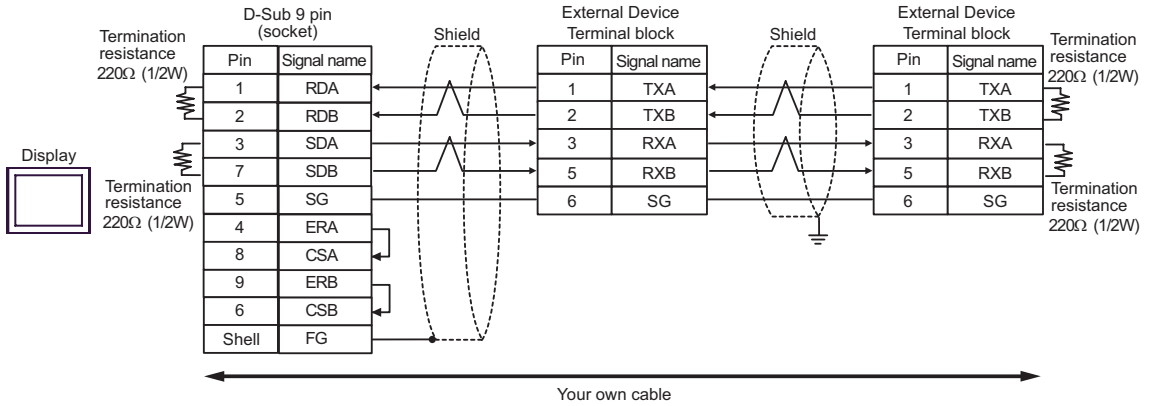 D-Sub 9 pin
(socket)
Shield
External Device
Terminal block
Shield
External Device
Terminal block
Termination
resistance
220Ω (1/2W)
Termination
resistance
220Ω (1/2W)
Pin Signal name
1 RDA
2 RDB
3 SDA
7 SDB
5 SG
4 ERA
8 CSA
9 ERB
6 CSB
Shell FG
Pin Signal name
1 TXA
2 TXB
3 RXA
5 RXB
6 SG
Pin Signal name
1 TXA
2 TXB
3 RXA
5 RXB
6 SG
Display
Termination
resistance
220Ω (1/2W)
Termination
resistance
220Ω (1/2W)
Your own cable